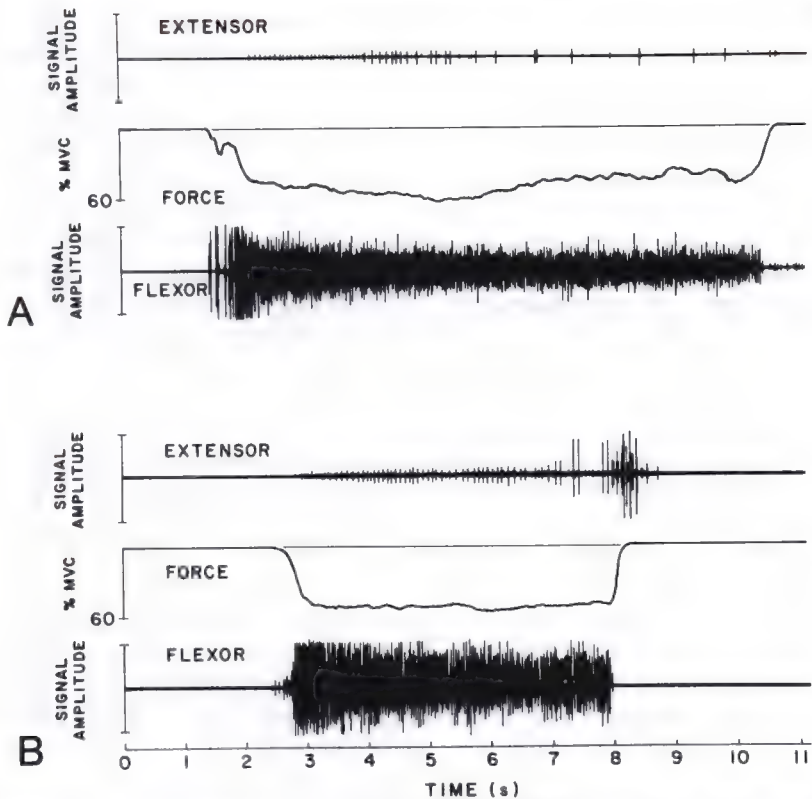 EXTENSOR
SIGNAL
AMPLITUDE
% MVC
60
FORCE
SIGNAL
AMPLITUDE
FLEXOR
A
EXTENSOR
SIGNAL
AMPLITUDE
% MVC
FORCE
60
FLEXOR
SIGNAL
AMPLITUDE
B
0 1 2 3 4 5 6 7 8 9 10 11
TIME (s)